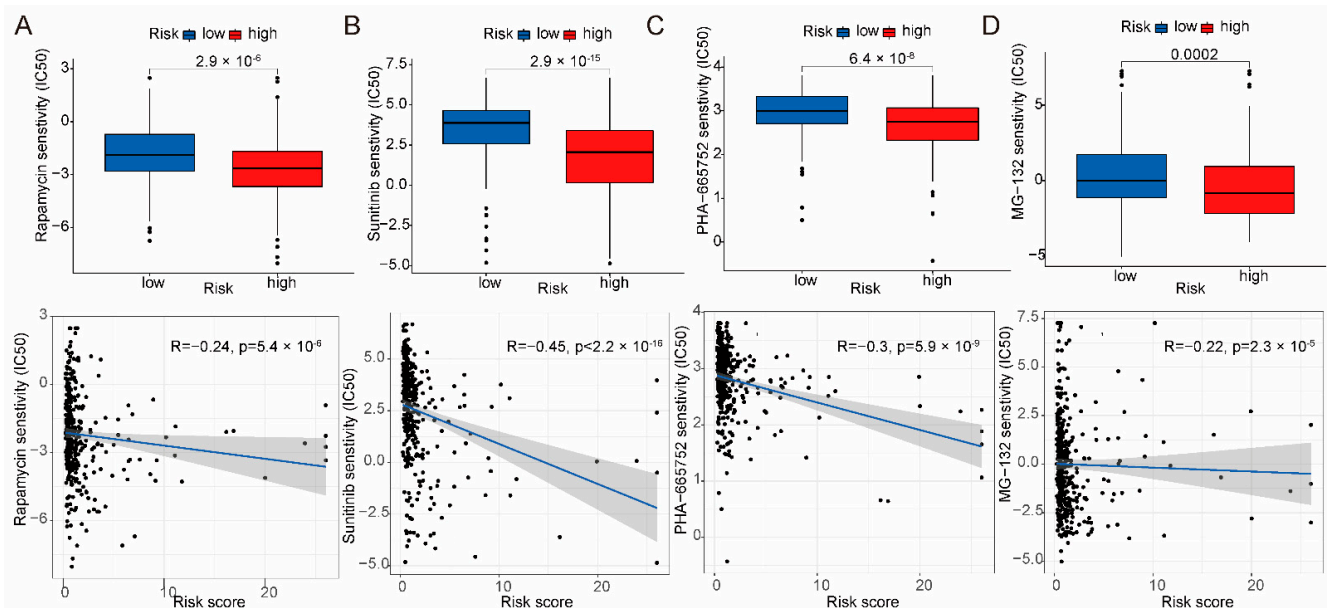 A
Risk low high
2.9 × 10-6
Rapamycin senstivity (IC50)
3
0
−3
−6
low
high
Risk
B
Risk low high
2.9 × 10-15
Sunitinib senstivity (IC50)
7.5
5.0
2.5
0.0
−2.5
−5.0
low
high
Risk
C
Risk low high
6.4 × 10-8
PHA−665752 senstivity (IC50)
4
3
2
1
0
low
high
Risk
D
Risk low high
0.0002
MG−132 senstivity (IC50)
5
0
−5
low
high
Risk
R=−0.24, p=5.4 × 10-6
Rapamycin senstivity (IC50)
3
0
−3
−6
0
10
20
Risk score
R=−0.45, p<2.2 × 10-16
Sunitinib senstivity (IC50)
5.0
2.5
0.0
−2.5
−5.0
0
10
20
Risk score
R=−0.3, p=5.9 × 10-9
PHA−665752 senstivity (IC50)
4
3
2
1
0
0
10
20
Risk score
R=−0.22, p=2.3 × 10-5
MG−132 senstivity (IC50)
7.5
5.0
2.5
0.0
−2.5
−5.0
0
10
20
Risk score